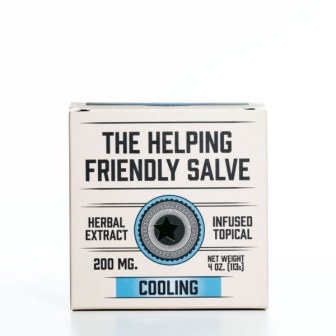 THE HELPING
FRIENDLY SALVE
HERBAL
EXTRACT
INFUSED
TOPICAL
200 MG.
NET WEIGHT
4 OZ. (113g)
COOLING